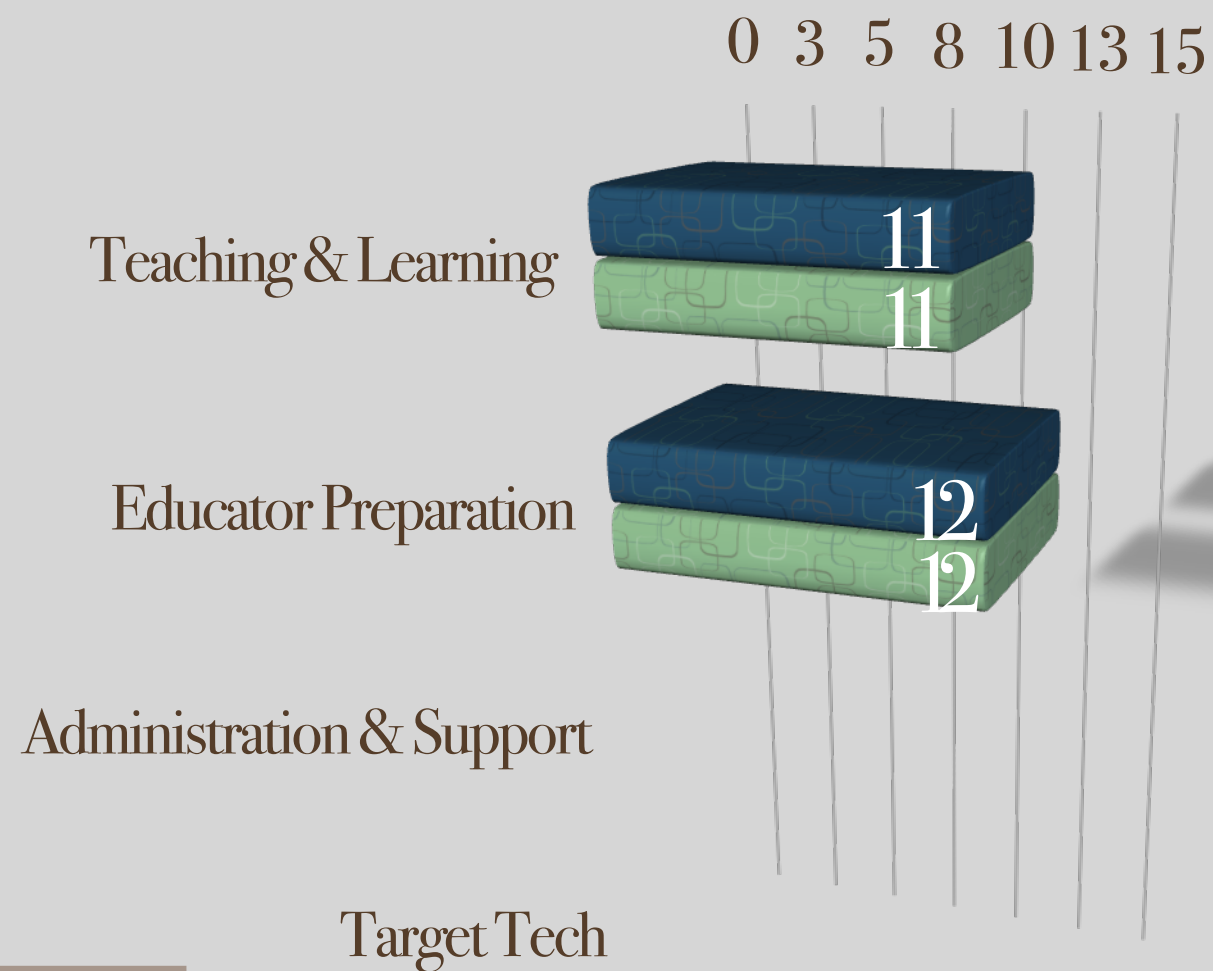 0 3 5 8 10 13 15
Teaching & Learning
11
11
Educator Preparation
12
12
Administration & Support
Target Tech